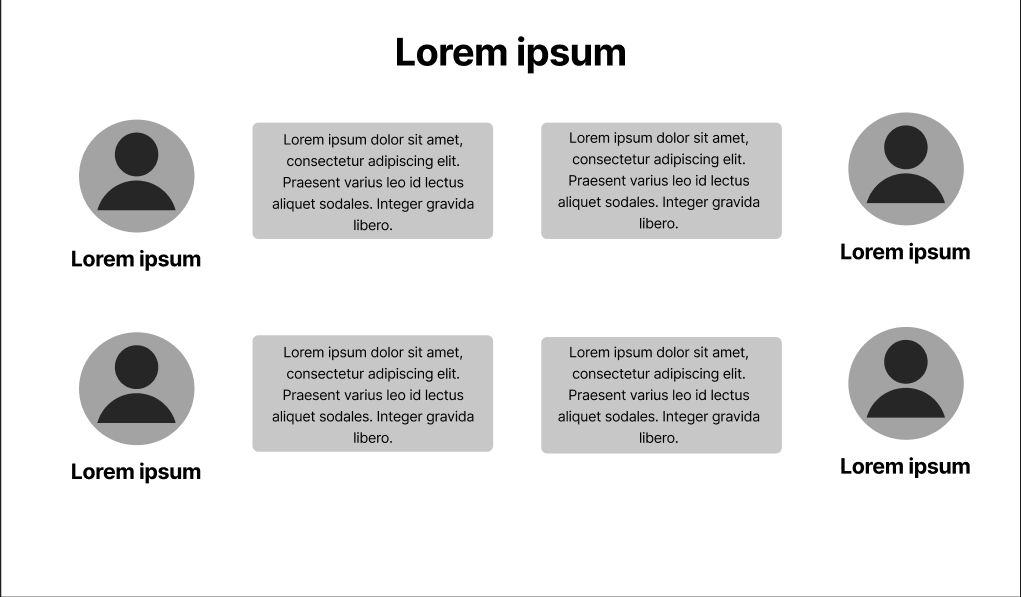 Lorem ipsum
Lorem ipsum dolor sit amet,
consectetur adipiscing elit.
Praesent varius leo id lectus
aliquet sodales. Integer gravida
libero.
Lorem ipsum
Lorem ipsum dolor sit amet,
consectetur adipiscing elit.
Praesent varius leo id lectus
aliquet sodales. Integer gravida
libero.
Lorem ipsum
Lorem ipsum dolor sit amet,
consectetur adipiscing elit.
Praesent varius leo id lectus
aliquet sodales. Integer gravida
libero.
Lorem ipsum
Lorem ipsum dolor sit amet,
consectetur adipiscing elit.
Praesent varius leo id lectus
aliquet sodales. Integer gravida
libero.
Lorem ipsum